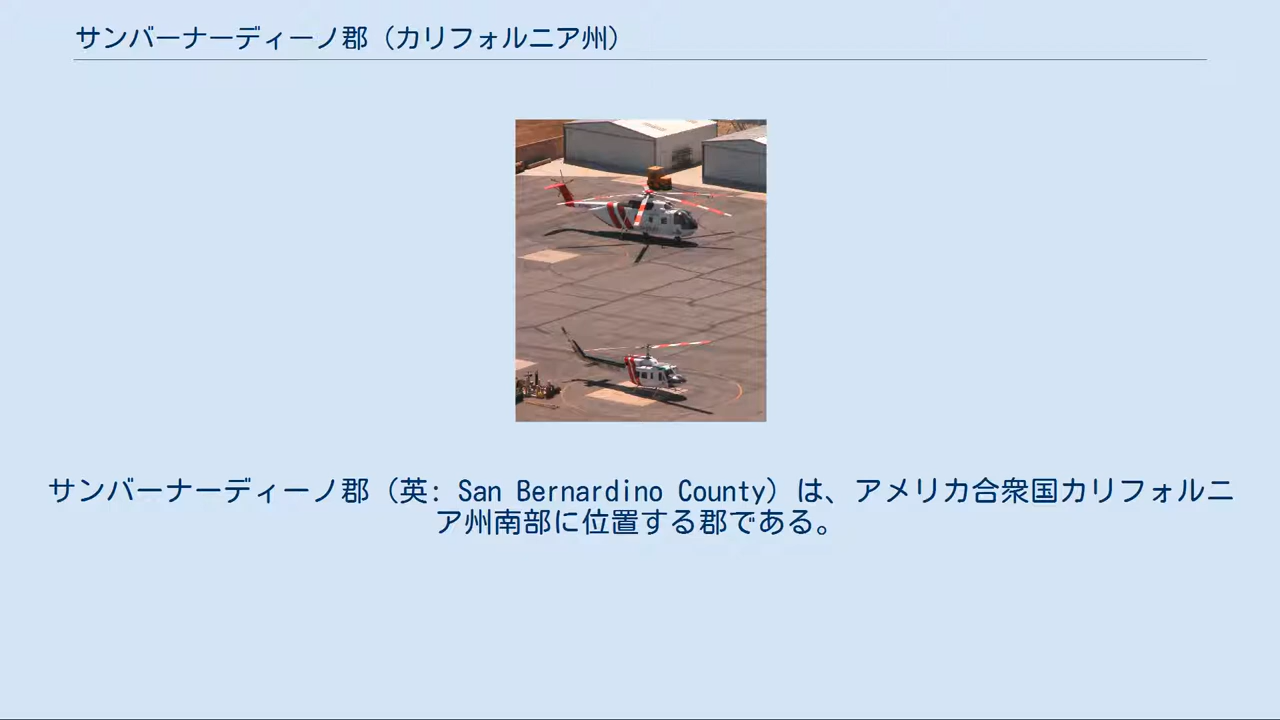 サンバーナーディーノ郡（カリフォルニア州）
サンバーナーディーノ郡（英: San Bernardino County）は、アメリカ合衆国カリフォルニ
ア州南部に位置する郡である。